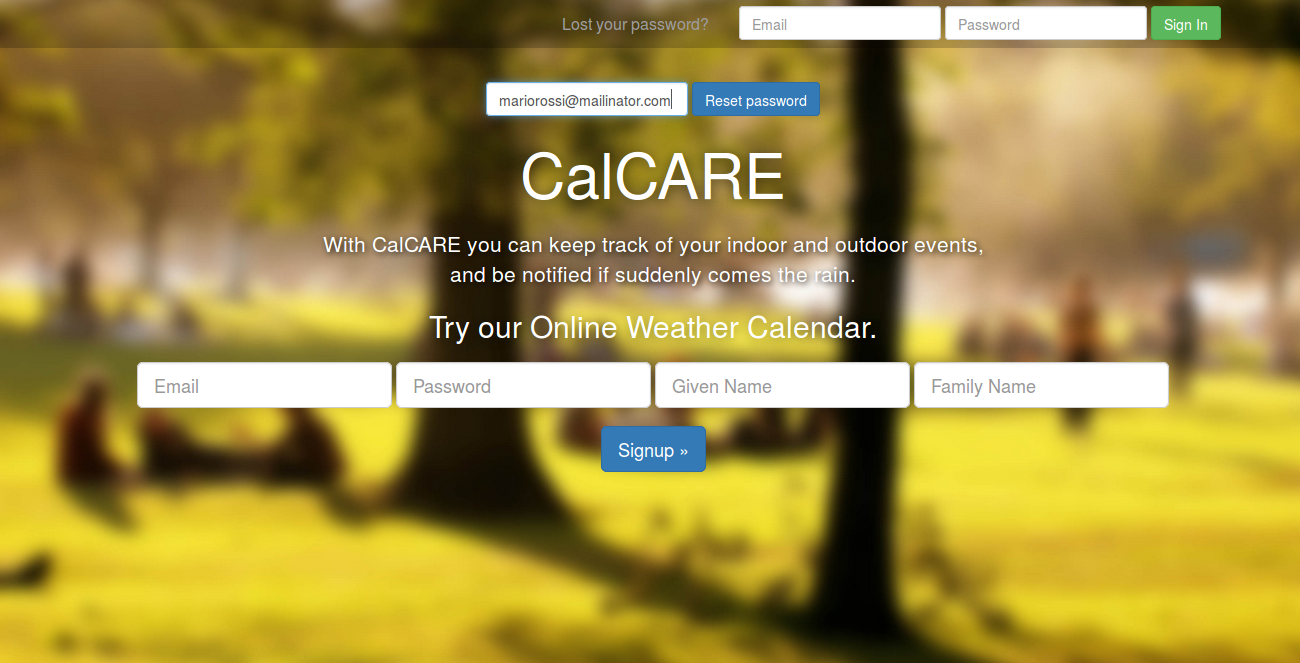 Lost your password?
Email
Password
Sign In
mariorossi@mailinator.com
Reset password
CalCARE
With CalCARE you can keep track of your indoor and outdoor events,
and be notified if suddenly comes the rain.
Try our Online Weather Calendar.
Email
Password
Given Name
Family Name
Signup »